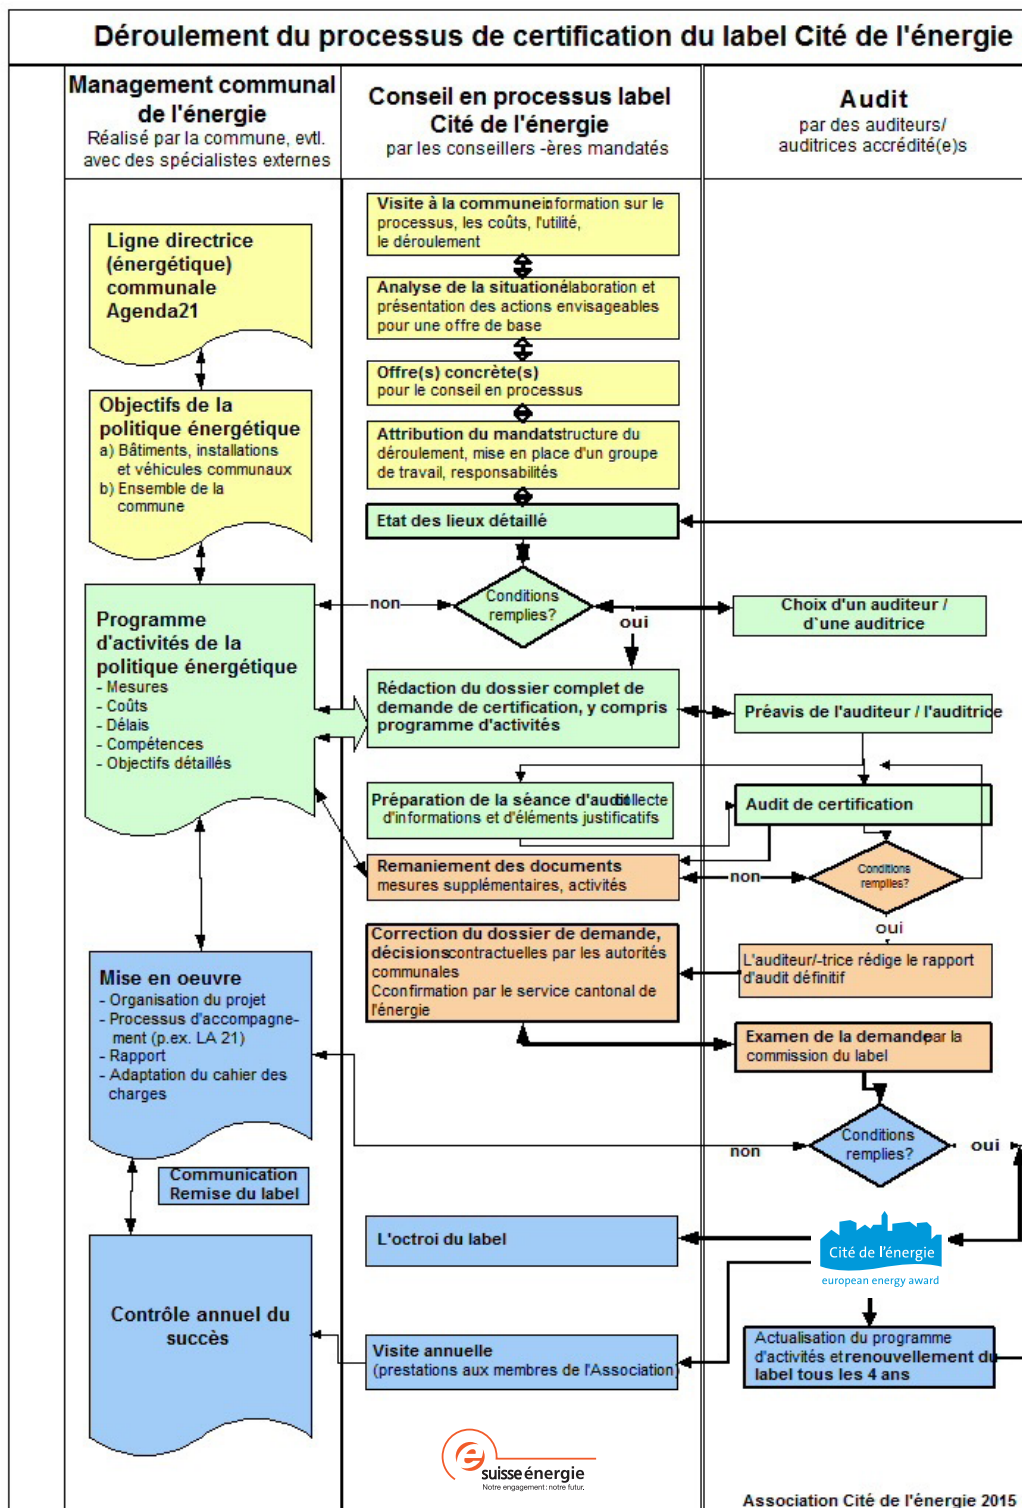 Déroulement du processus de certification du label Cité de l'énergie
Management communal
de l'énergie
Réalisé par la commune, evtl.
avec des spécialistes externes
Conseil en processus label
Cité de l'énergie
par les conseillers -ères mandatés
Audit
par des auditeurs/
auditrices accrédité(e)s
Ligne directrice
(énergétique)
communale
Agenda21
Objectifs de la
politique énergétique
a) Bâtiments, installations
et véhicules communaux
b) Ensemble de la
commune
Programme
d'activités de la
politique énergétique
- Mesures
- Coûts
- Délais
- Compétences
- Objectifs détaillés
Mise en oeuvre
- Organisation du projet
- Processus d'accompagne-
ment (p.ex. LA 21)
- Rapport
- Adaptation du cahier des
charges
Communication
Remise du label
Contrôle annuel du
succès
Visite à la commune: information sur le
processus, les coûts, l'utilité,
le déroulement
Analyse de la situation élaboration et
présentation des actions envisageables
pour une offre de base
Offre(s) concrète(s)
pour le conseil en processus
Attribution du mandat structure du
déroulement, mise en place d'un groupe
de travail, responsabilités
Etat des lieux détaillé
Conditions
remplies?
non
oui
Choix d'un auditeur /
d`une auditrice
Rédaction du dossier complet de
demande de certification, y compris
programme d'activités
Préavis de l'auditeur / l'auditrice
Préparation de la séance d'audit collecte
d'informations et d'éléments justificatifs
Audit de certification
Remaniement des documents
mesures supplémentaires, activités
non
Conditions
remplies?
oui
Correction du dossier de demande,
décisions contractuelles par les autorités
communales
Cconfirmation par le service cantonal de
l'énergie
L'auditeur/-trice rédige le rapport
d'audit définitif
Examen de la demande par la
commission du label
Conditions
remplies?
non
oui
L'octroi du label
Cité de l'énergie
european energy award
Visite annuelle
(prestations aux membres de l'Association)
Actualisation du programme
d'activités et renouvellement du
label tous les 4 ans
suisseénergie
Notre engagement : notre futur.
Association Cité de l'énergie 2015